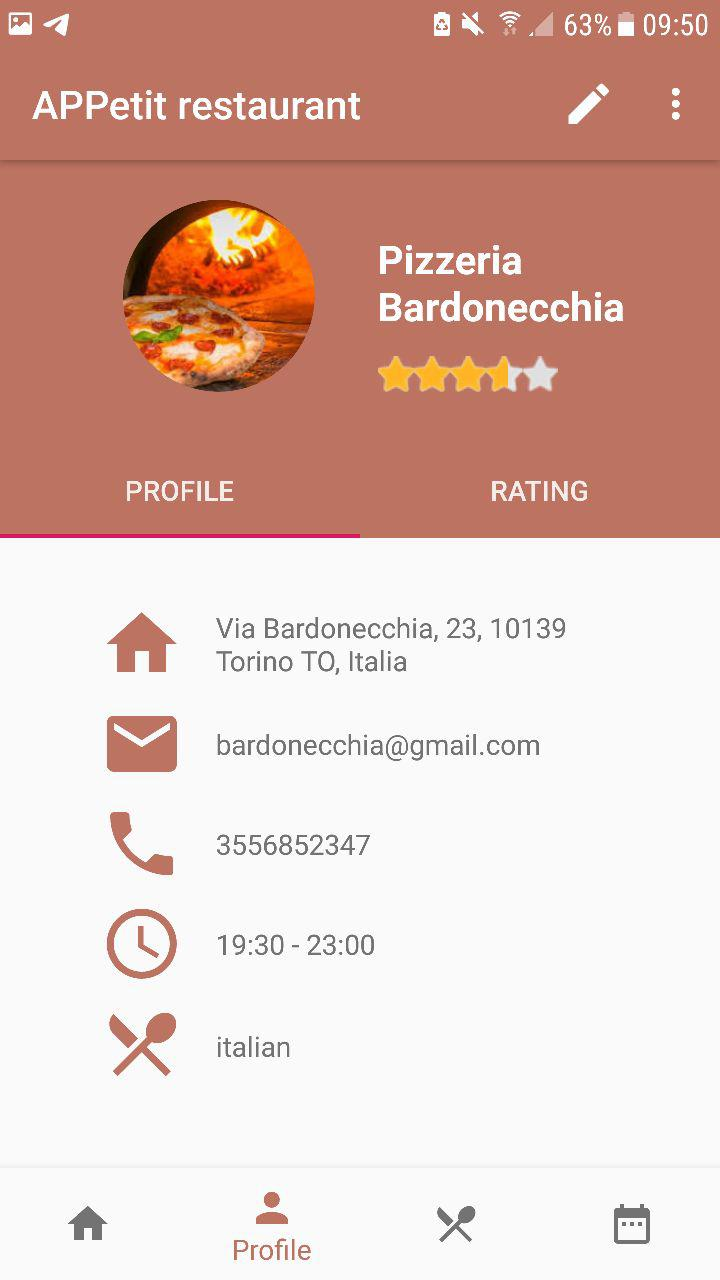 63% 09:50
APPetit restaurant
Pizzeria
Bardonecchia
PROFILE RATING
Via Bardonecchia, 23, 10139
Torino TO, Italia
bardonecchia@gmail.com
3556852347
19:30 - 23:00
italian
Profile